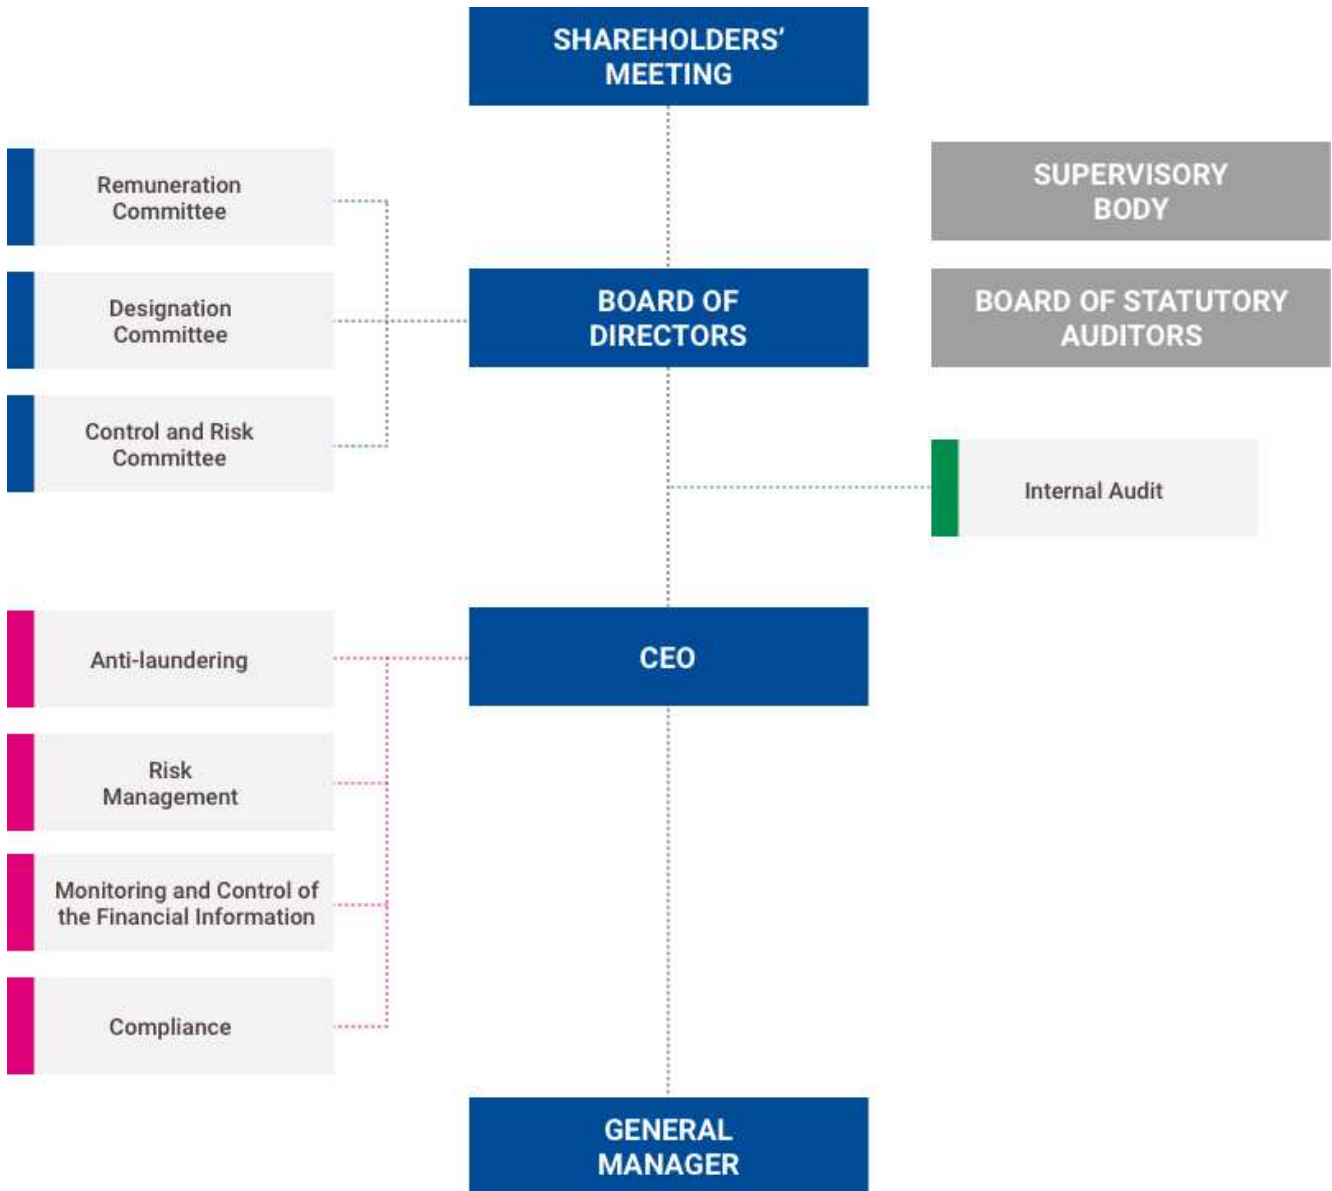 SHAREHOLDERS’
MEETING
Remuneration
Committee
SUPERVISORY
BODY
Designation
Committee
BOARD OF
DIRECTORS
BOARD OF STATUTORY
AUDITORS
Control and Risk
Committee
Internal Audit
Anti-laundering
CEO
Risk
Management
Monitoring and Control of
the Financial Information
Compliance
GENERAL
MANAGER